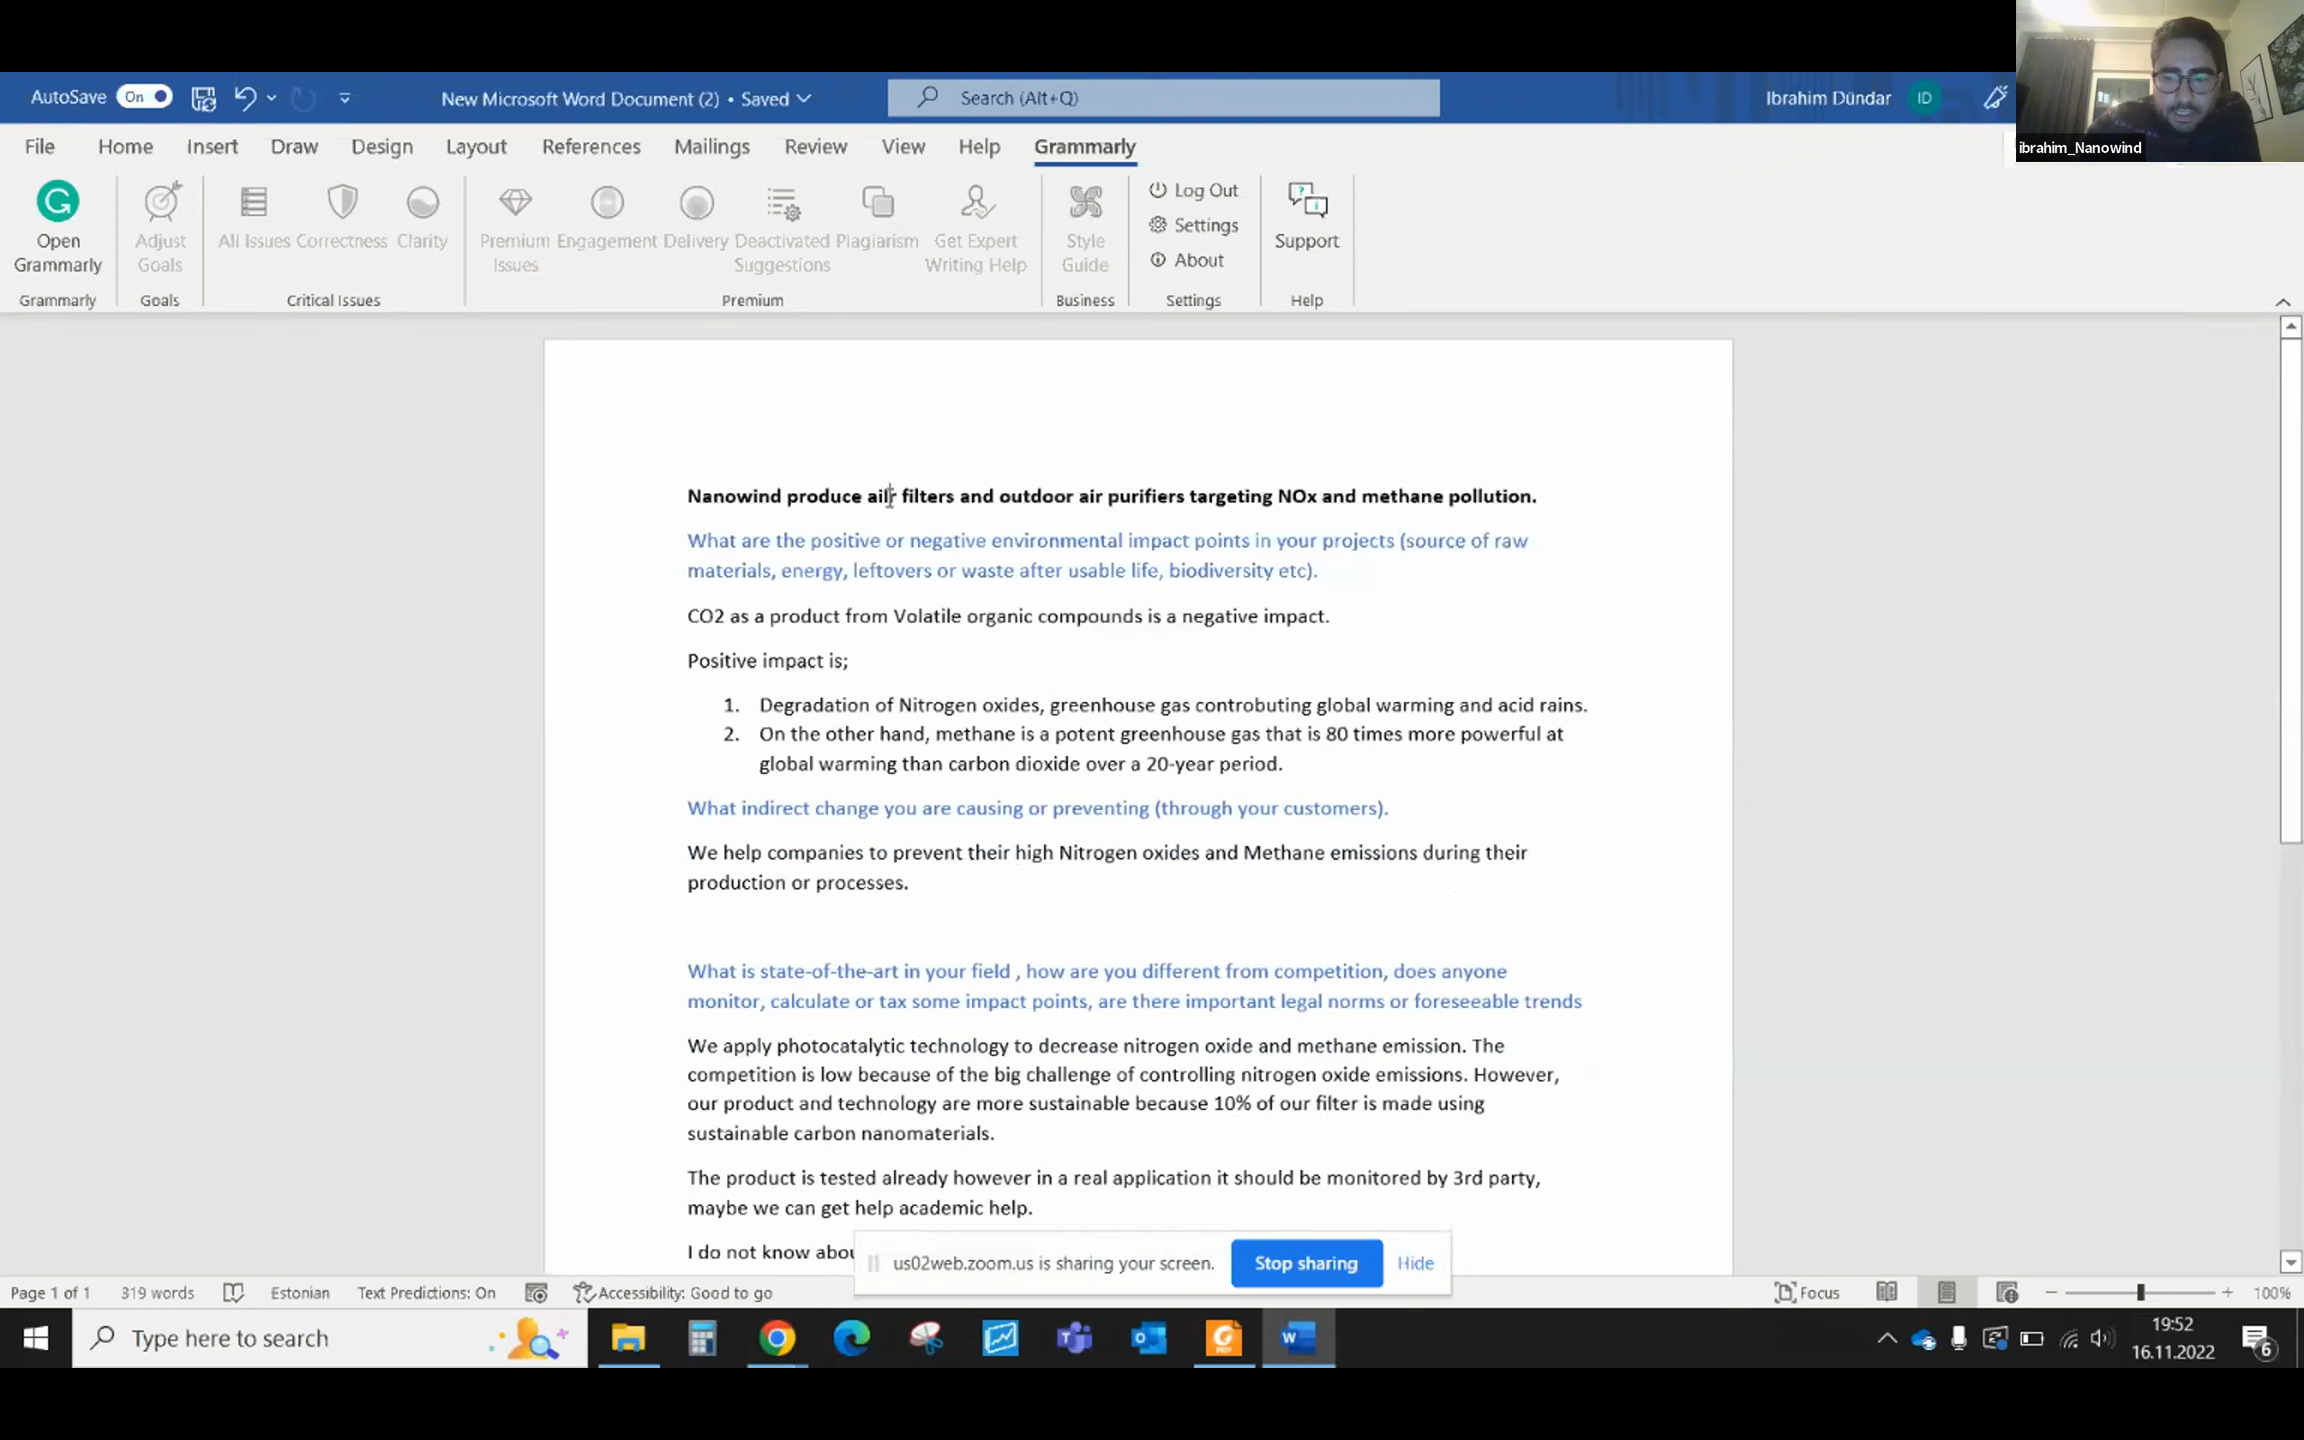 AutoSave On New Microsoft Word Document (2) • Saved Search (Alt+Q) Ibrahim Dündar ID
ibrahim_Nanowind
File Home Insert Draw Design Layout References Mailings Review View Help Grammarly
Open Grammarly
Adjust Goals
All Issues Correctness Clarity
Premium Issues
Engagement
Delivery
Deactivated Suggestions
Plagiarism
Get Expert Writing Help
Style Guide
Log Out
Settings
About
Support
Grammarly Goals Critical Issues Premium Business Settings Help
Nanowind produce air filters and outdoor air purifiers targeting NOx and methane pollution.
What are the positive or negative environmental impact points in your projects (source of raw
materials, energy, leftovers or waste after usable life, biodiversity etc).
CO2 as a product from Volatile organic compounds is a negative impact.
Positive impact is;
1. Degradation of Nitrogen oxides, greenhouse gas controbuting global warming and acid rains.
2. On the other hand, methane is a potent greenhouse gas that is 80 times more powerful at
global warming than carbon dioxide over a 20-year period.
What indirect change you are causing or preventing (through your customers).
We help companies to prevent their high Nitrogen oxides and Methane emissions during their
production or processes.
What is state-of-the-art in your field , how are you different from competition, does anyone
monitor, calculate or tax some impact points, are there important legal norms or foreseeable trends
We apply photocatalytic technology to decrease nitrogen oxide and methane emission. The
competition is low because of the big challenge of controlling nitrogen oxide emissions. However,
our product and technology are more sustainable because 10% of our filter is made using
sustainable carbon nanomaterials.
The product is tested already however in a real application it should be monitored by 3rd party,
maybe we can get help academic help.
I do not know abou
us02web.zoom.us is sharing your screen. Stop sharing Hide
Page 1 of 1 319 words Estonian Text Predictions: On Accessibility: Good to go Focus 100%
Type here to search
19:52
16.11.2022
6